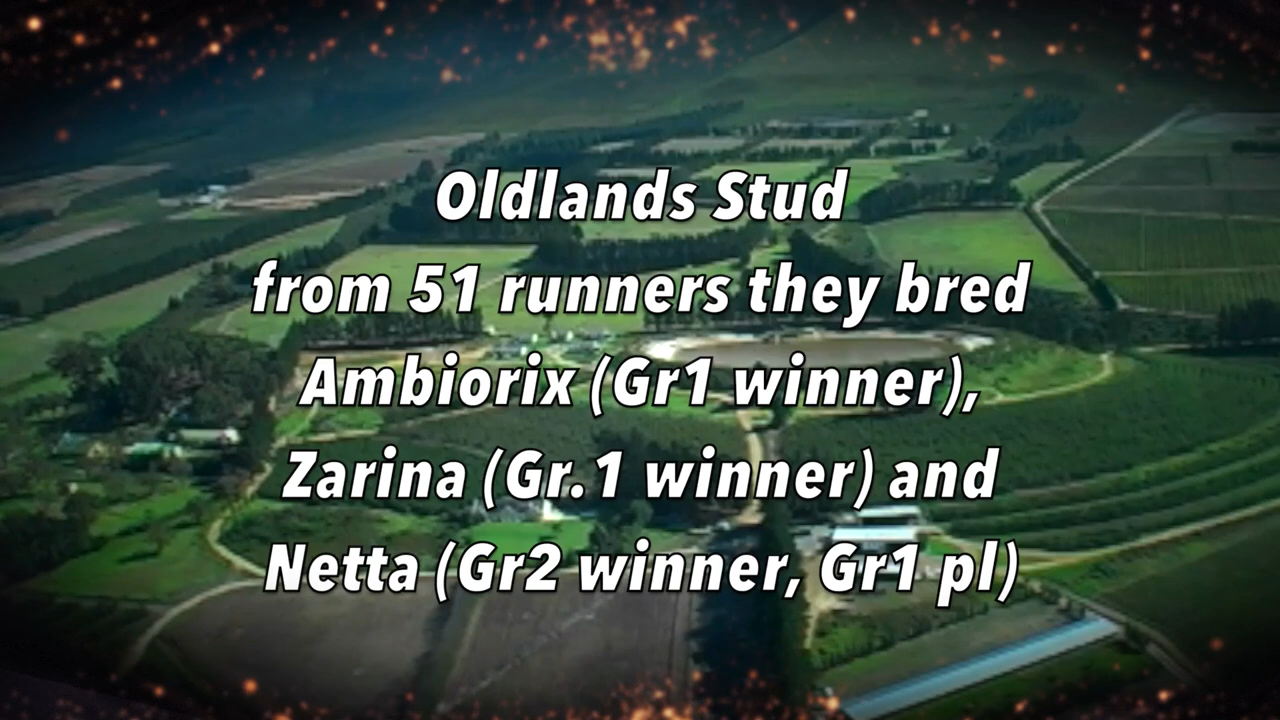 Oldlands Stud
from 51 runners they bred
Ambiorix (Gr1 winner),
Zarina (Gr.1 winner) and
Netta (Gr2 winner, Gr1 pl)